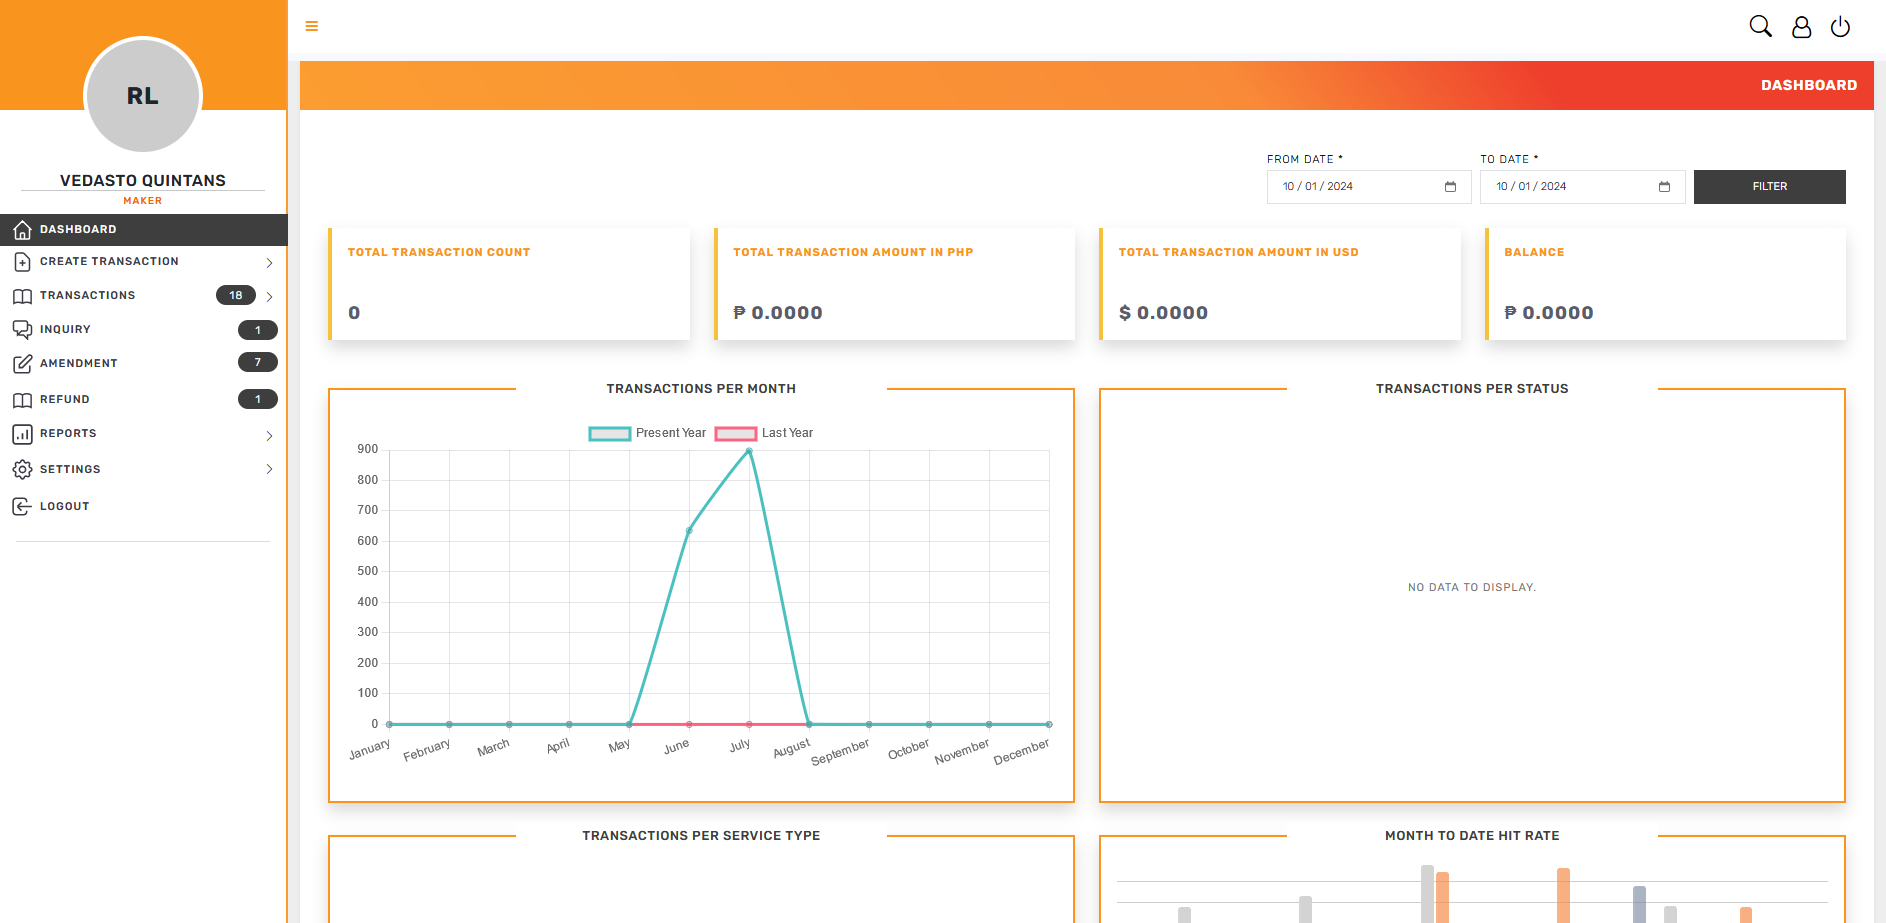 RL
VEDASTO QUINTANS
MAKER
DASHBOARD
CREATE TRANSACTION
TRANSACTIONS 18
INQUIRY 1
AMENDMENT 7
REFUND 1
REPORTS
SETTINGS
LOGOUT
DASHBOARD
FROM DATE * TO DATE *
10 / 01 / 2024 10 / 01 / 2024 FILTER
TOTAL TRANSACTION COUNT
0
TOTAL TRANSACTION AMOUNT IN PHP
₱ 0.0000
TOTAL TRANSACTION AMOUNT IN USD
$ 0.0000
BALANCE
₱ 0.0000
TRANSACTIONS PER MONTH
Present Year Last Year
900
800
700
600
500
400
300
200
100
0
January February March April May June July August September October November December
TRANSACTIONS PER STATUS
NO DATA TO DISPLAY.
TRANSACTIONS PER SERVICE TYPE
MONTH TO DATE HIT RATE